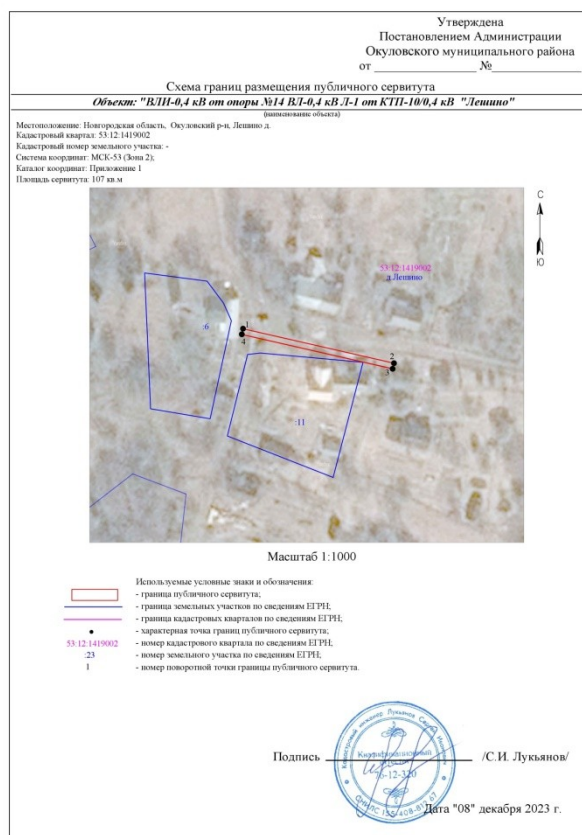 Утверждена
Постановлением Администрации
Окуловского муниципального района
от _________________ №_________________
Схема границ размещения публичного сервитута
Объект: "ВЛИ-0,4 кВ от опоры №14 ВЛ-0,4 кВ Л-1 от КТП-10/0,4 кВ "Лешино"
(наименование объекта)
Местоположение: Новгородская область, Окуловский р-н, Лешино д.
Кадастровый квартал: 53:12:1419002
Кадастровый номер земельного участка: -
Система координат: МСК-53 (Зона 2);
Каталог координат: Приложение 1
Площадь сервитута: 107 кв.м
С
Ю
53:12:1419002
д Лешино
:6
1
4
2
3
:11
Масштаб 1:1000
Используемые условные знаки и обозначения:
- граница публичного сервитута;
- граница земельных участков по сведениям ЕГРН;
- граница кадастровых кварталов по сведениям ЕГРН;
- характерная точка границ публичного сервитута;
53:12:1419002 - номер кадастрового квартала по сведениям ЕГРН;
:23 - номер земельного участка по сведениям ЕГРН;
1 - номер поворотной точки границы публичного сервитута.
Кадастровый инженер Лукьянов
Подпись _________________ /С.И. Лукьянов/
Дата "08" декабря 2023 г.